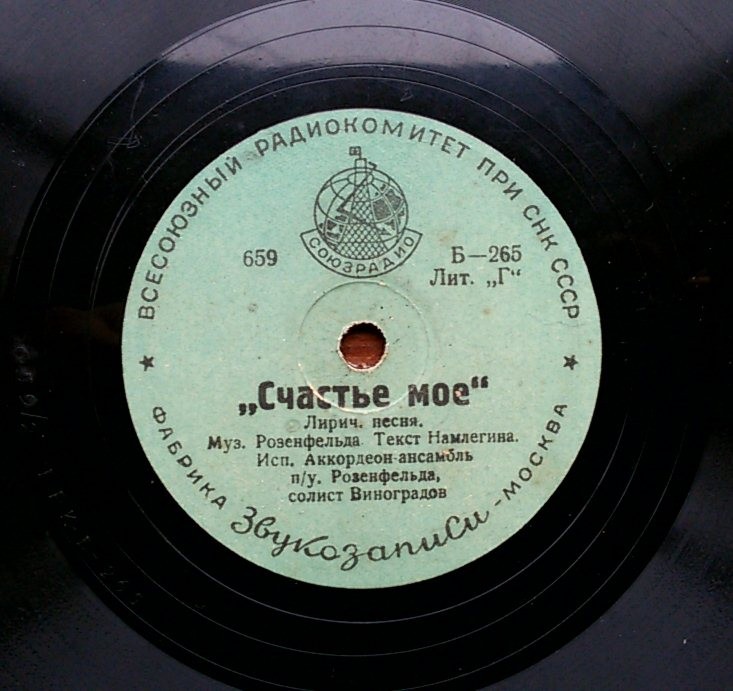 ВСЕСОЮЗНЫЙ РАДИОКОМИТЕТ ПРИ СНК СССР
СОЮЗРАДИО
659
Б—265
Лит. „Г“
„Счастье мое“
Лирич. песня.
Муз. Розенфельда. Текст Намлегина.
Исп. Аккордеон-ансамбль
п/у. Розенфельда,
солист Виноградов
ФАБРИКА Звукозаписи - МОСКВА